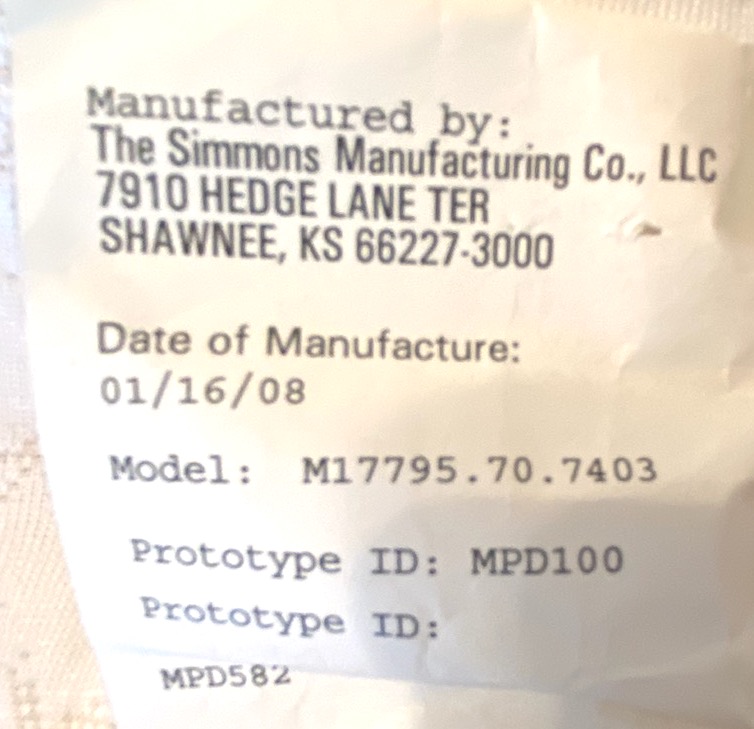 Manufactured by:
The Simmons Manufacturing Co., LLC
7910 HEDGE LANE TER
SHAWNEE, KS 66227-3000
Date of Manufacture:
01/16/08
Model: M17795.70.7403
Prototype ID: MPD100
Prototype ID:
MPD582